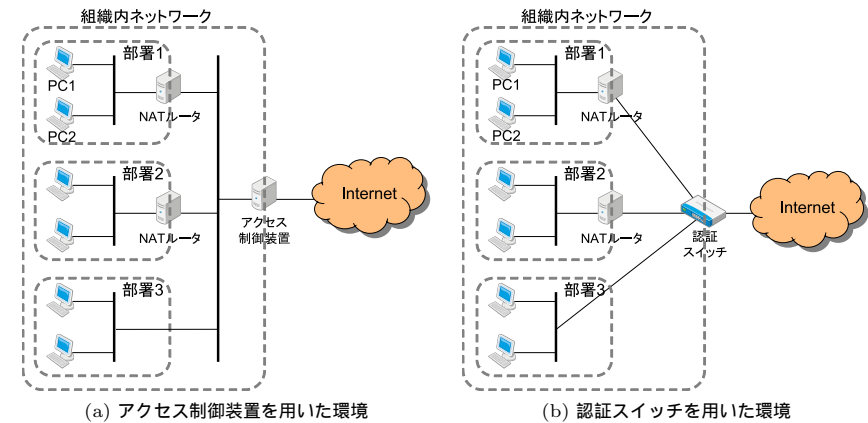 組織内ネットワーク
部署1
PC1
PC2
NATルータ
部署2
NATルータ
部署3
アクセス
制御装置
Internet
(a) アクセス制御装置を用いた環境
組織内ネットワーク
部署1
PC1
PC2
NATルータ
部署2
NATルータ
部署3
認証
スイッチ
Internet
(b) 認証スイッチを用いた環境